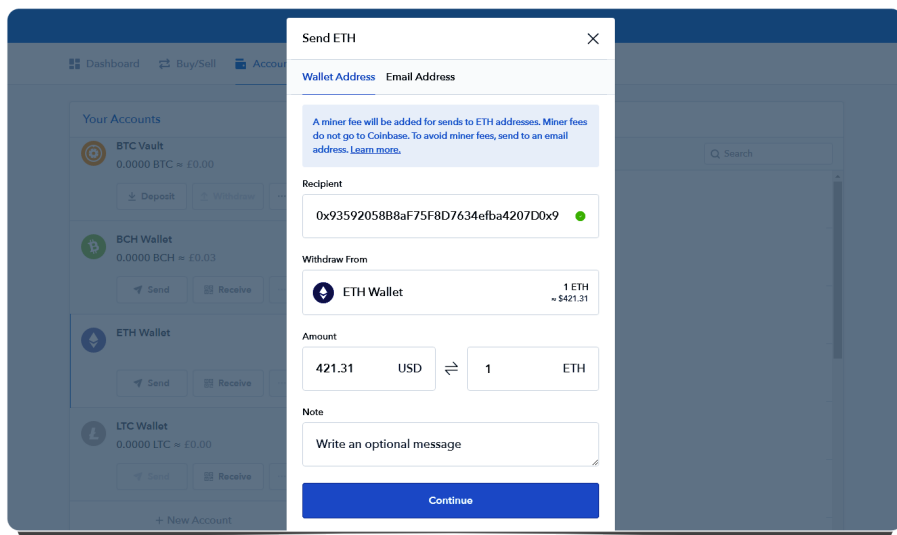 Send ETH
Dashboard
Buy/Sell
Accou
Wallet Address
Email Address
Your Accounts
A miner fee will be added for sends to ETH addresses. Miner fees
do not go to Coinbase. To avoid miner fees, send to an email
address. Learn more.
BTC Vault
0.0000 BTC ≈ £0.00
Search
Deposit
Withdraw
Recipient
0x93592058B8aF75F8D7634efba4207D0x9
BCH Wallet
0.0000 BCH ≈ £0.03
Withdraw From
Send
Receive
ETH Wallet
1 ETH
≈ $421.31
ETH Wallet
Amount
421.31 USD
1 ETH
Send
Receive
Note
LTC Wallet
0.0000 LTC ≈ £0.00
Write an optional message
Send
Receive
Continue
+ New Account